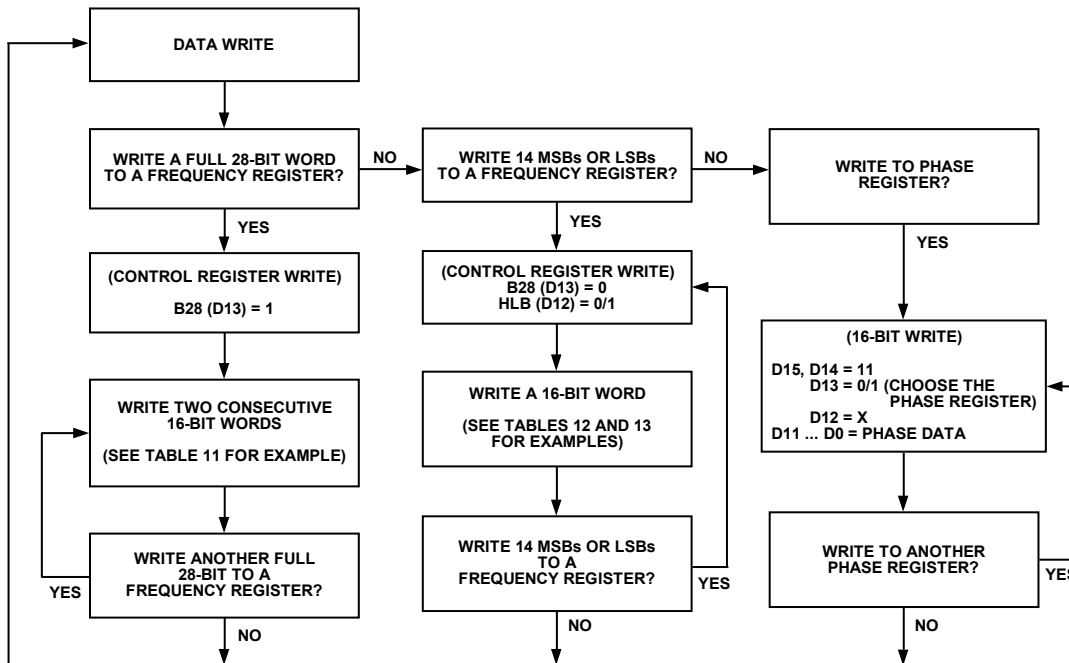 DATA WRITE
WRITE A FULL 28-BIT WORD
TO A FREQUENCY REGISTER?
NO
WRITE 14 MSBs OR LSBs
TO A FREQUENCY REGISTER?
NO
WRITE TO PHASE
REGISTER?
YES
YES
YES
(CONTROL REGISTER WRITE)
B28 (D13) = 1
(CONTROL REGISTER WRITE)
B28 (D13) = 0
HLB (D12) = 0/1
(16-BIT WRITE)
D15, D14 = 11
D13 = 0/1 (CHOOSE THE
PHASE REGISTER)
D12 = X
D11 ... D0 = PHASE DATA
WRITE TWO CONSECUTIVE
16-BIT WORDS
(SEE TABLE 11 FOR EXAMPLE)
WRITE A 16-BIT WORD
(SEE TABLES 12 AND 13
FOR EXAMPLES)
WRITE ANOTHER FULL
28-BIT TO A
FREQUENCY REGISTER?
YES
WRITE 14 MSBs OR LSBs
TO A
FREQUENCY REGISTER?
YES
WRITE TO ANOTHER
PHASE REGISTER?
YES
NO
NO
NO